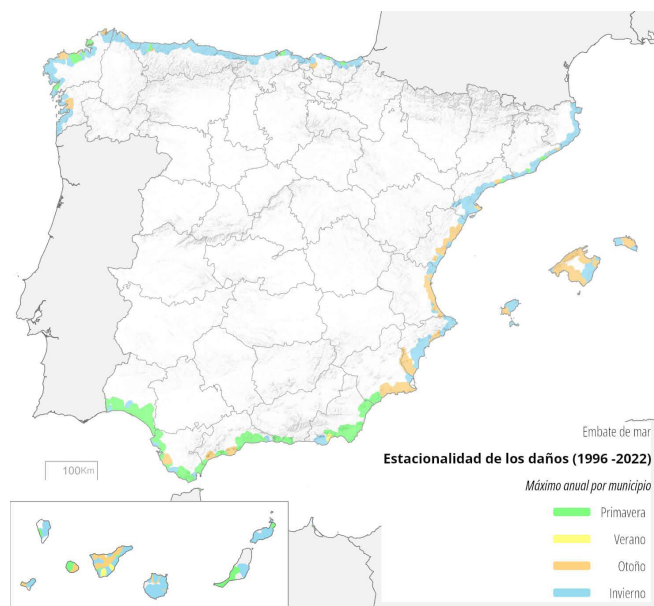 Embate de mar
Estacionalidad de los daños (1996 -2022)
Máximo anual por municipio
100Km
Primavera
Verano
Otoño
Invierno